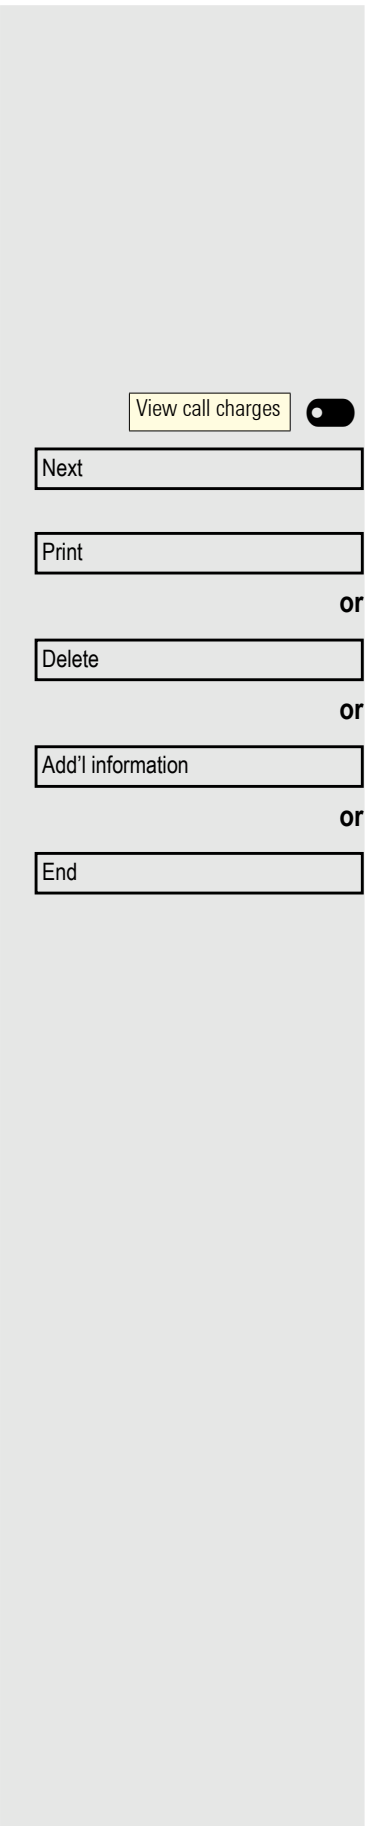 View call charges
Next
Print
or
Delete
or
Add'l information
or
End